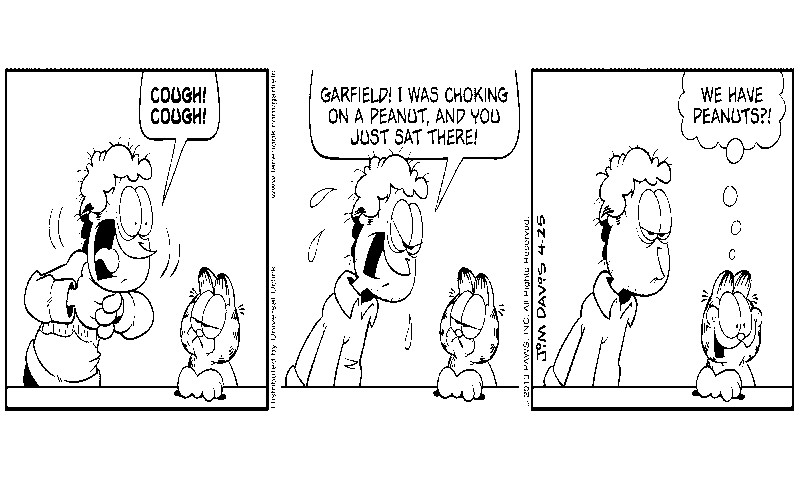 COUGH!
COUGH!
GARFIELD! I WAS CHOKING
ON A PEANUT, AND YOU
JUST SAT THERE!
WE HAVE
PEANUTS?!
Distributed by Universal Uclick
2013 PAWS, INC. All Rights Reserved.
JIM DAVIS 4-25